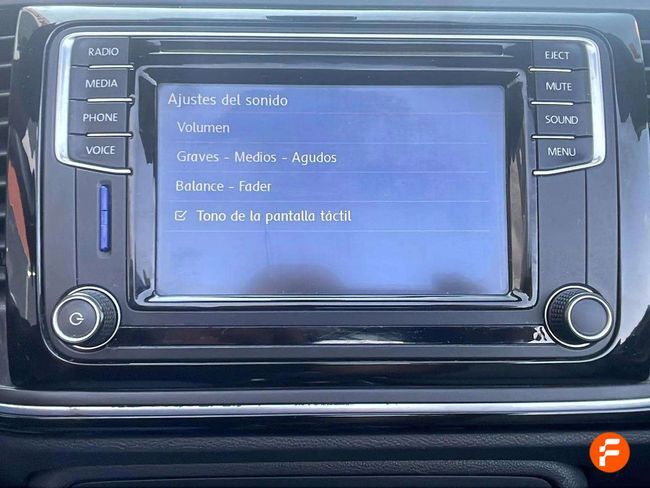 RADIO
MEDIA
PHONE
VOICE
Ajustes del sonido
Volumen
Graves - Medios - Agudos
Balance - Fader
Tono de la pantalla táctil
EJECT
MUTE
SOUND
MENU